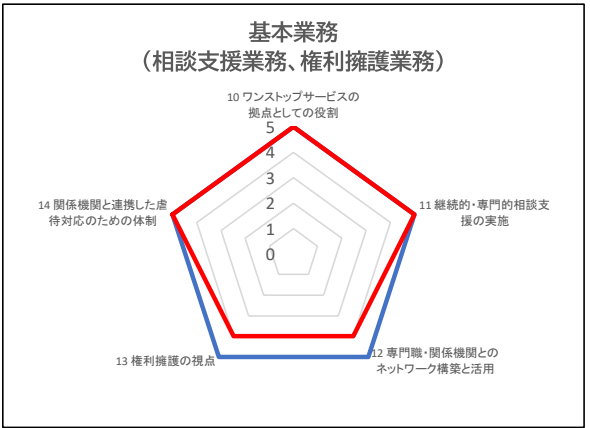 基本業務
（相談支援業務、権利擁護業務）
10 ワンストップサービスの
拠点としての役割
5
4
3
2
1
0
14 関係機関と連携した虐
待対応のための体制
11 継続的・専門的相談支
援の実施
13 権利擁護の視点
12 専門職・関係機関との
ネットワーク構築と活用